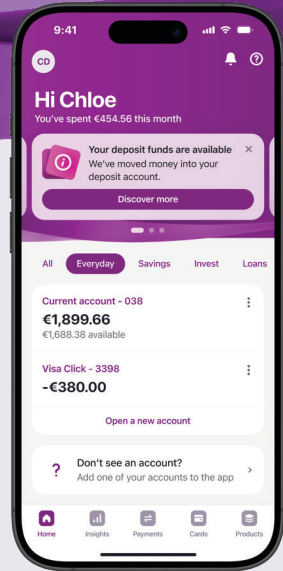 9:41
CD
Hi Chloe
You've spent €454.56 this month
Your deposit funds are available
We've moved money into your
deposit account.
Discover more
All Everyday Savings Invest Loans
Current account - 038
€1,899.66
€1,688.38 available
Visa Click - 3398
-€380.00
Open a new account
Don't see an account?
Add one of your accounts to the app
Home Insights Payments Cards Products